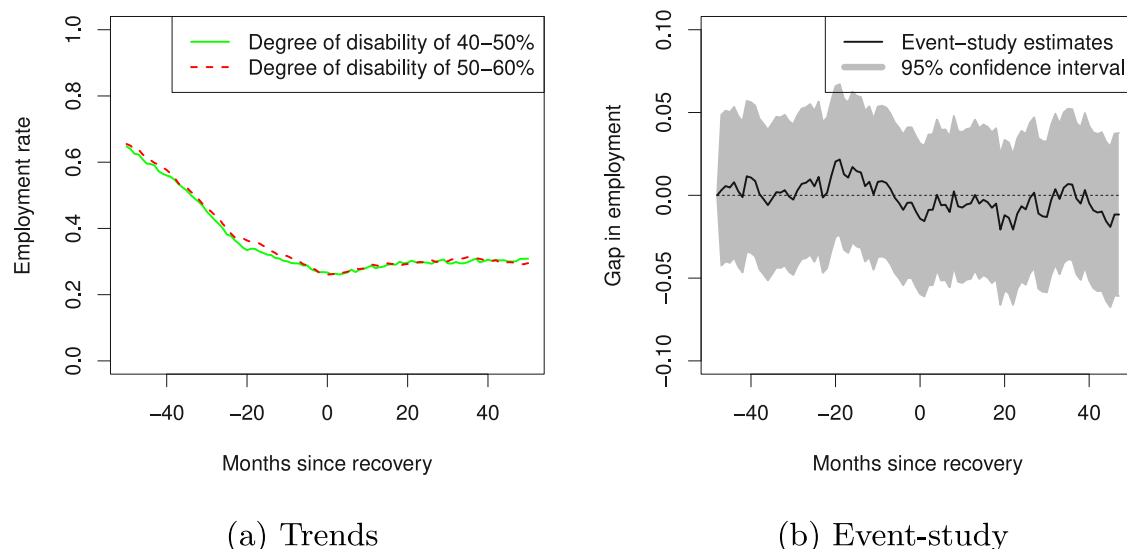 Degree of disability of 40−50%
Degree of disability of 50−60%
Employment rate
1.0
0.8
0.6
0.4
0.2
0.0
−40
−20
0
20
40
Months since recovery
(a) Trends
Event−study estimates
95% confidence interval
Gap in employment
0.10
0.05
0.00
−0.05
−0.10
−40
−20
0
20
40
Months since recovery
(b) Event-study